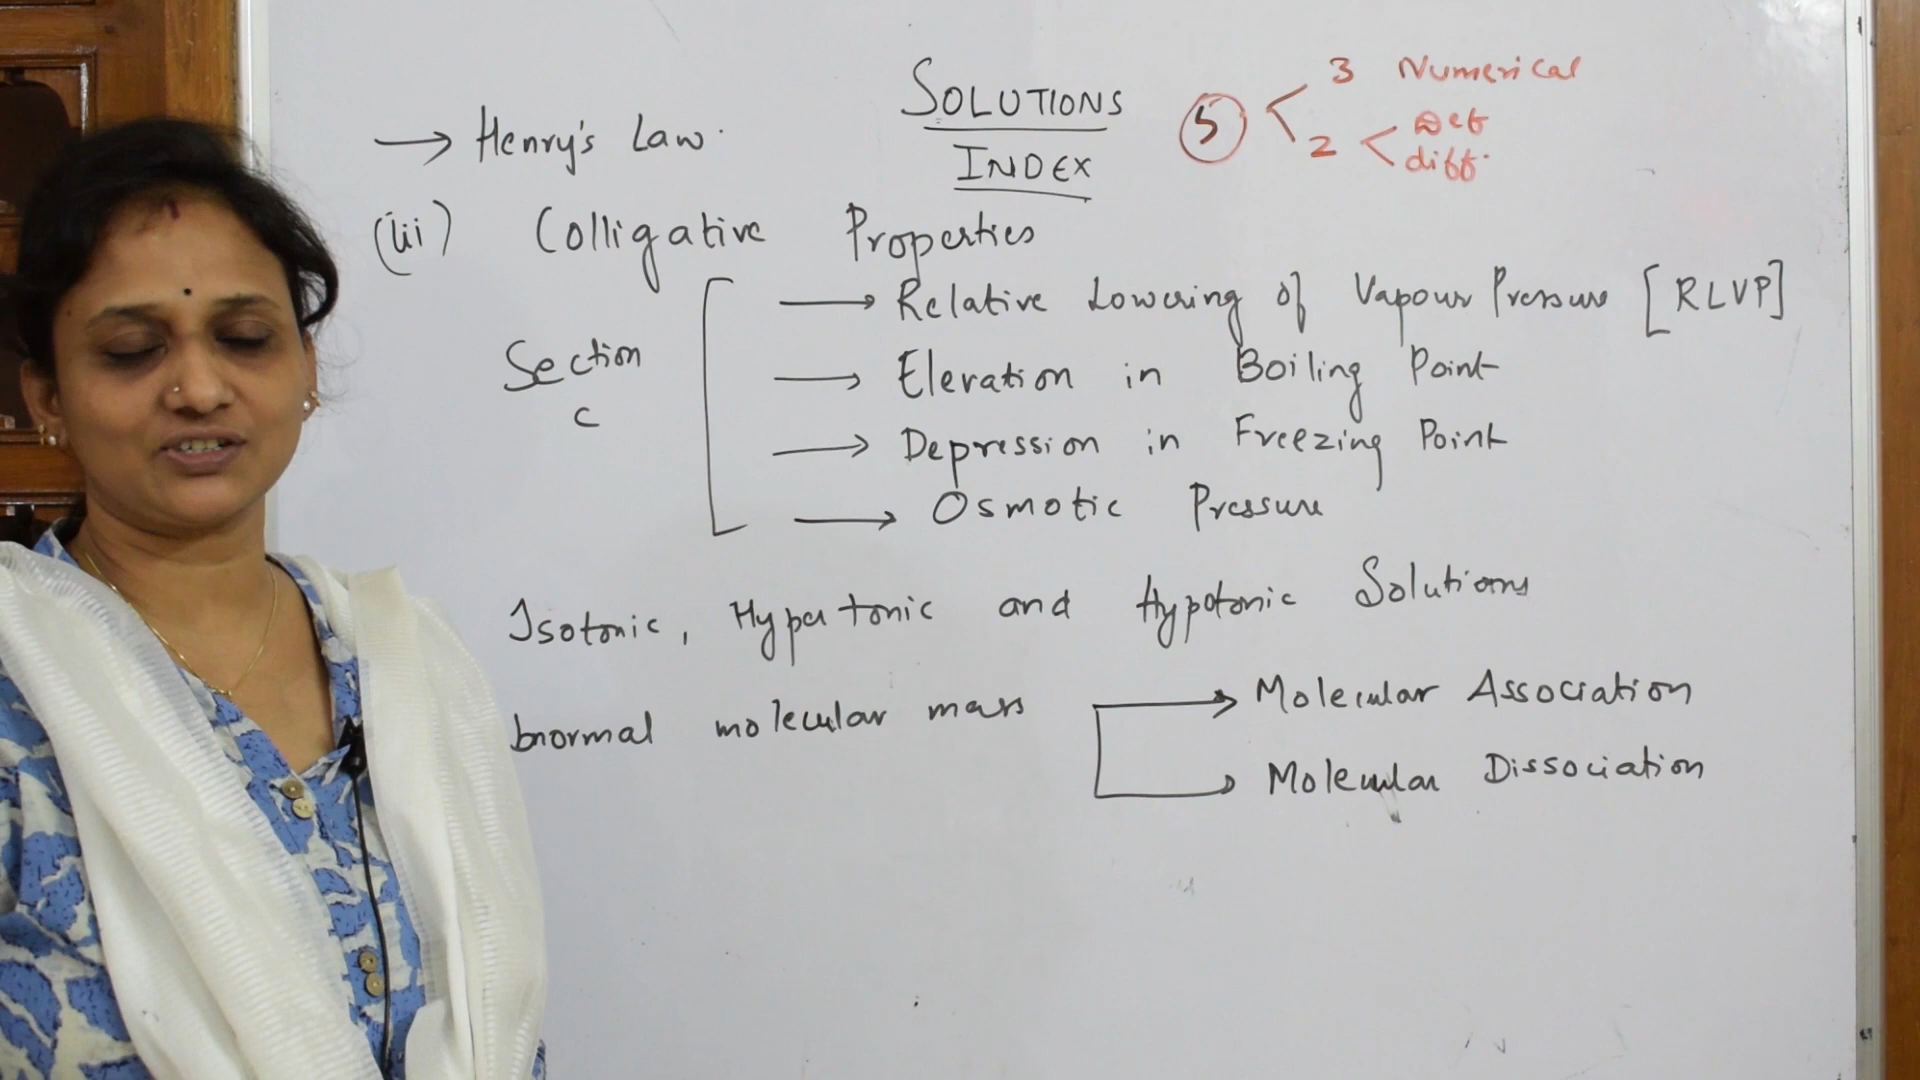 SOLUTIONS
INDEX
5 < 3 Numerical
2 < Def
diff.
→ Henry's Law.
(iii) Colligative Properties
Section C
→ Relative Lowering of Vapour Pressure [RLVP]
→ Elevation in Boiling Point
→ Depression in Freezing Point
→ Osmotic Pressure
Isotonic, Hypertonic and Hypotonic Solutions
bnormal molecular mass
→ Molecular Association
→ Molecular Dissociation